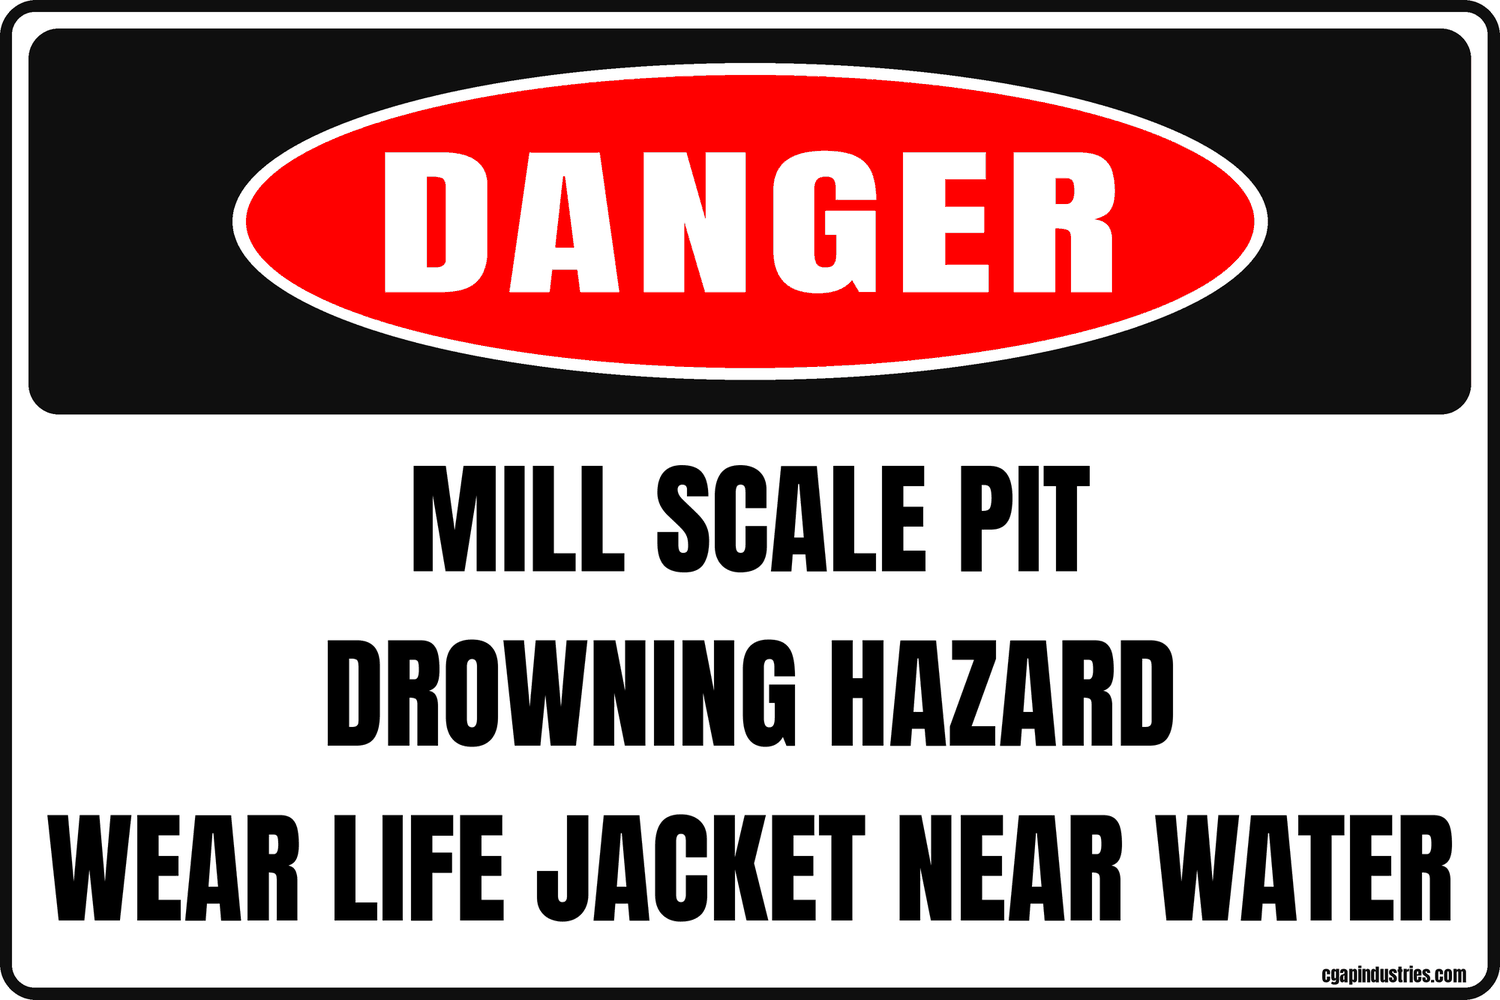 DANGER
MILL SCALE PIT
DROWNING HAZARD
WEAR LIFE JACKET NEAR WATER
cgapindustries.com